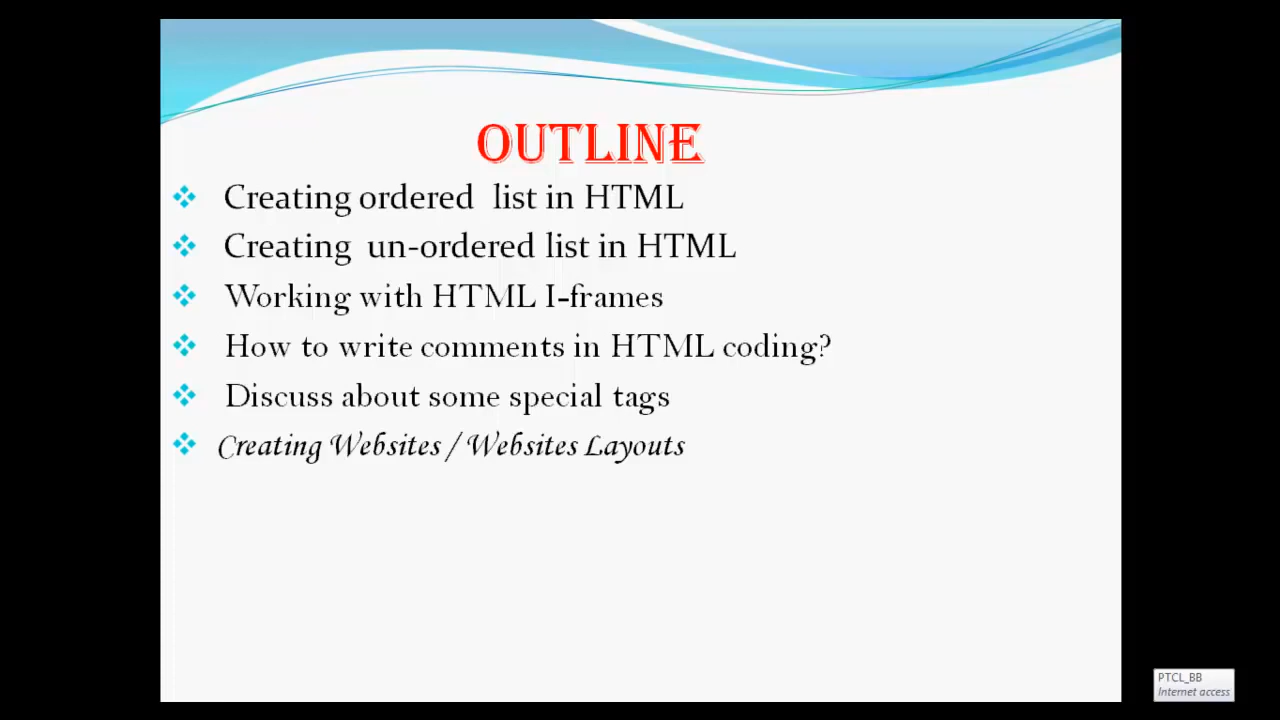 OUTLINE
Creating ordered list in HTML
Creating un-ordered list in HTML
Working with HTML I-frames
How to write comments in HTML coding?
Discuss about some special tags
Creating Websites / Websites Layouts
PTCL_BB
Internet access